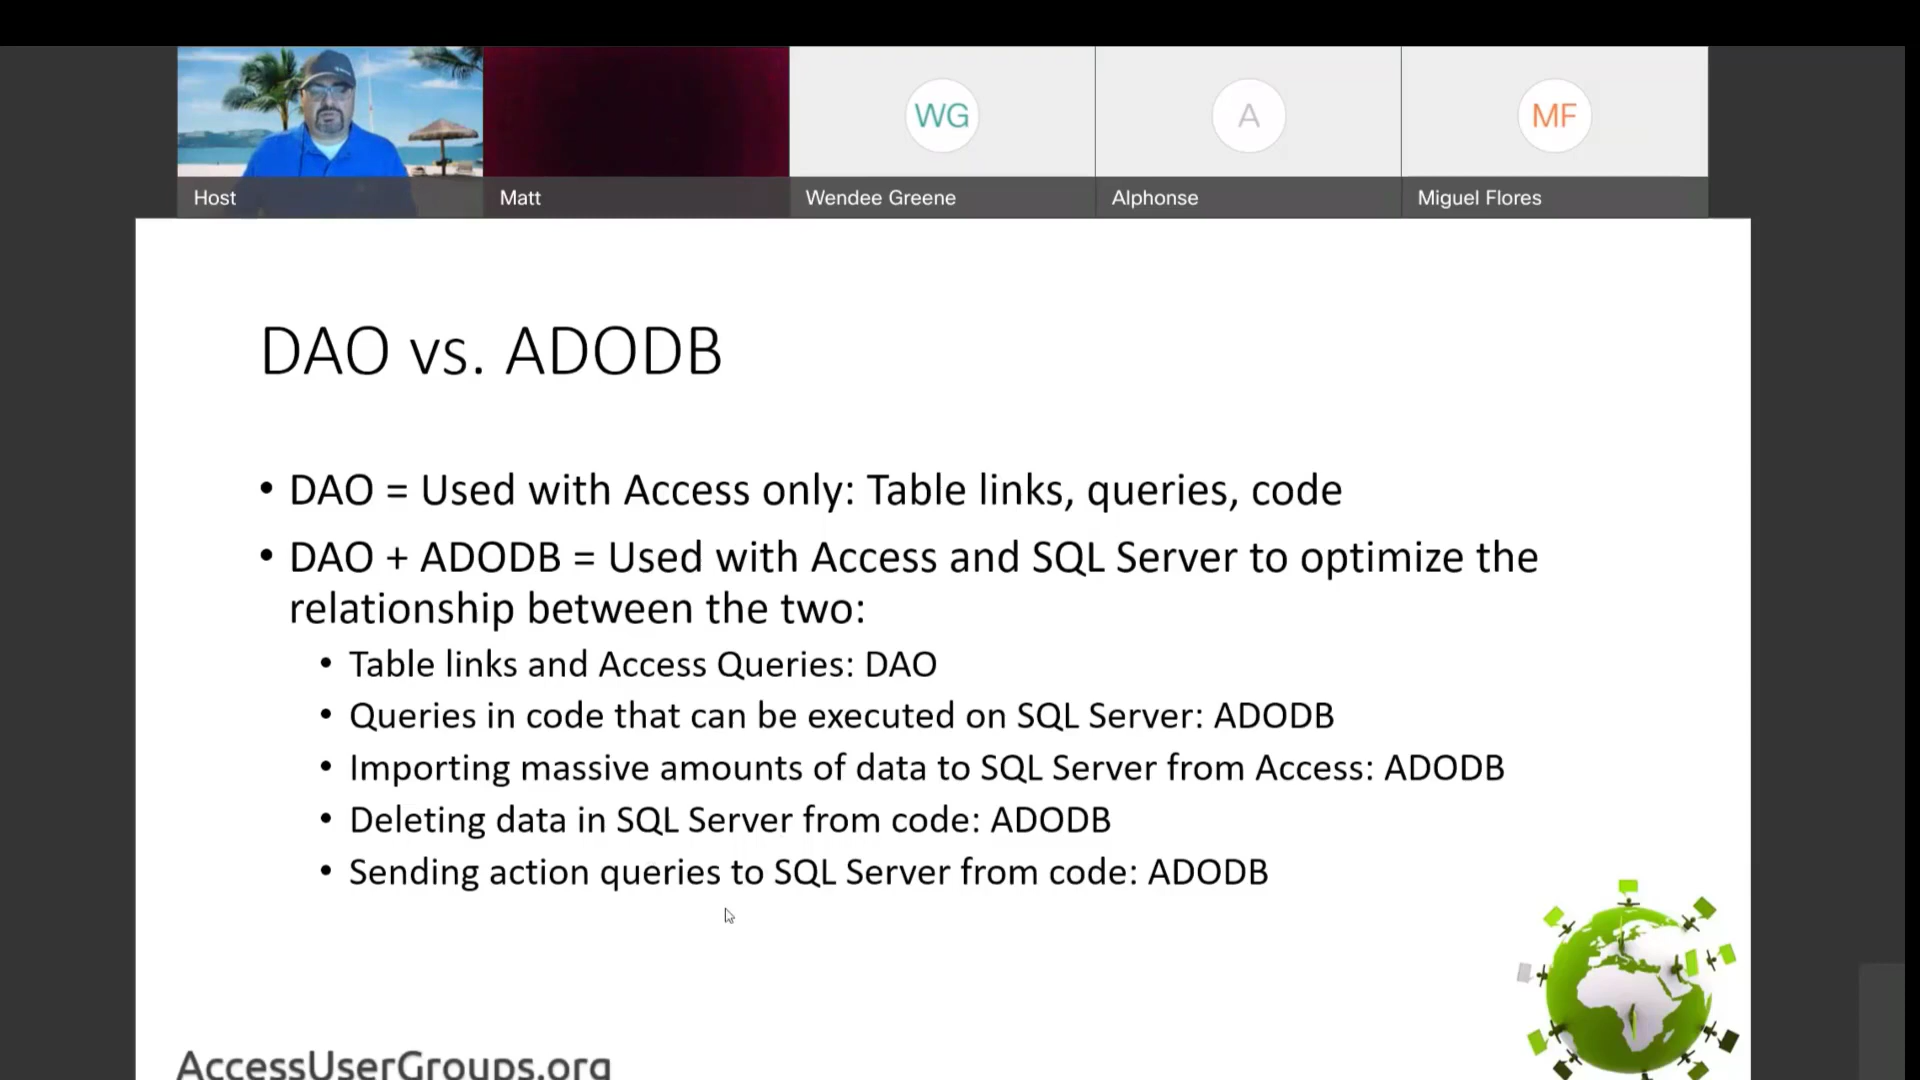 WG
A
MF
Host
Matt
Wendee Greene
Alphonse
Miguel Flores
DAO vs. ADODB
• DAO = Used with Access only: Table links, queries, code
• DAO + ADODB = Used with Access and SQL Server to optimize the
relationship between the two:
• Table links and Access Queries: DAO
• Queries in code that can be executed on SQL Server: ADODB
• Importing massive amounts of data to SQL Server from Access: ADODB
• Deleting data in SQL Server from code: ADODB
• Sending action queries to SQL Server from code: ADODB
AccessUserGroups.org